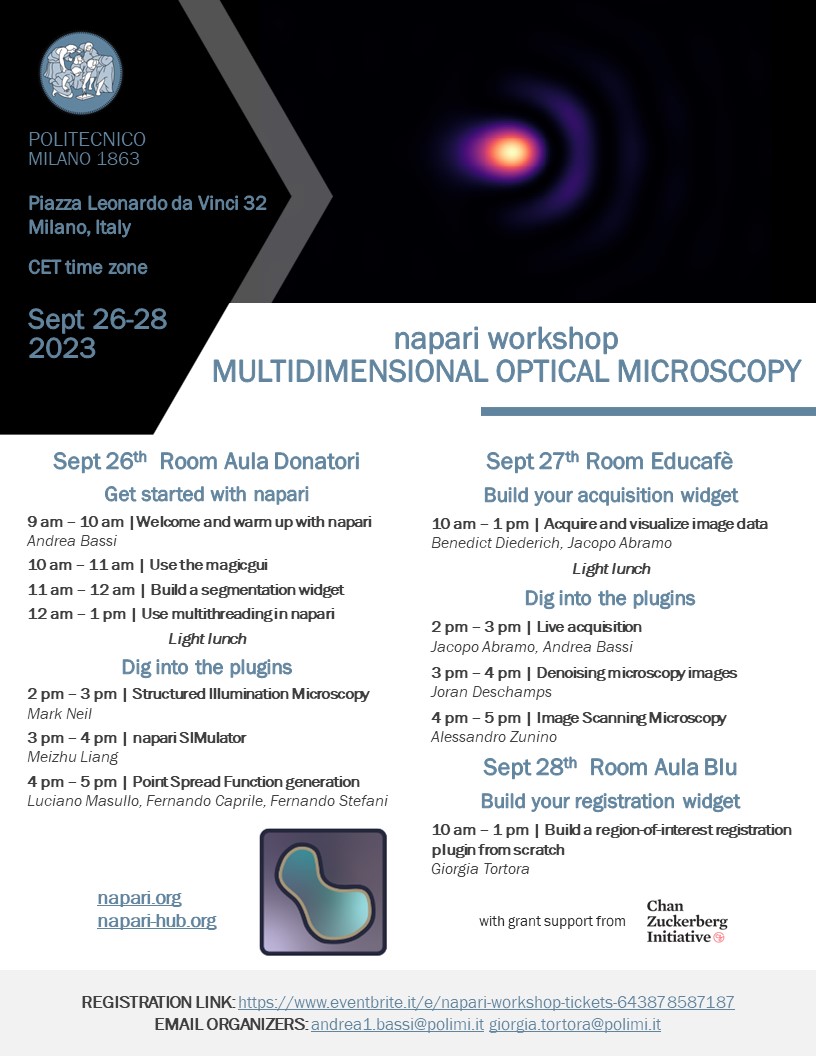 POLITECNICO
MILANO 1863
Piazza Leonardo da Vinci 32
Milano, Italy
CET time zone
Sept 26-28
2023
napari workshop
MULTIDIMENSIONAL OPTICAL MICROSCOPY
Sept 26th Room Aula Donatori
Get started with napari
9 am – 10 am | Welcome and warm up with napari
Andrea Bassi
10 am – 11 am | Use the magicgui
11 am – 12 am | Build a segmentation widget
12 am – 1 pm | Use multithreading in napari
Light lunch
Dig into the plugins
2 pm – 3 pm | Structured Illumination Microscopy
Mark Neil
3 pm – 4 pm | napari SIMulator
Meizhu Liang
4 pm – 5 pm | Point Spread Function generation
Luciano Masullo, Fernando Caprile, Fernando Stefani
napari.org
napari-hub.org
Sept 27th Room Educafè
Build your acquisition widget
10 am – 1 pm | Acquire and visualize image data
Benedict Diederich, Jacopo Abramo
Light lunch
Dig into the plugins
2 pm – 3 pm | Live acquisition
Jacopo Abramo, Andrea Bassi
3 pm – 4 pm | Denoising microscopy images
Joran Deschamps
4 pm – 5 pm | Image Scanning Microscopy
Alessandro Zunino
Sept 28th Room Aula Blu
Build your registration widget
10 am – 1 pm | Build a region-of-interest registration
plugin from scratch
Giorgia Tortora
with grant support from
Chan
Zuckerberg
Initiative
REGISTRATION LINK: https://www.eventbrite.it/e/napari-workshop-tickets-643878587187
EMAIL ORGANIZERS: andrea1.bassi@polimi.it giorgia.tortora@polimi.it